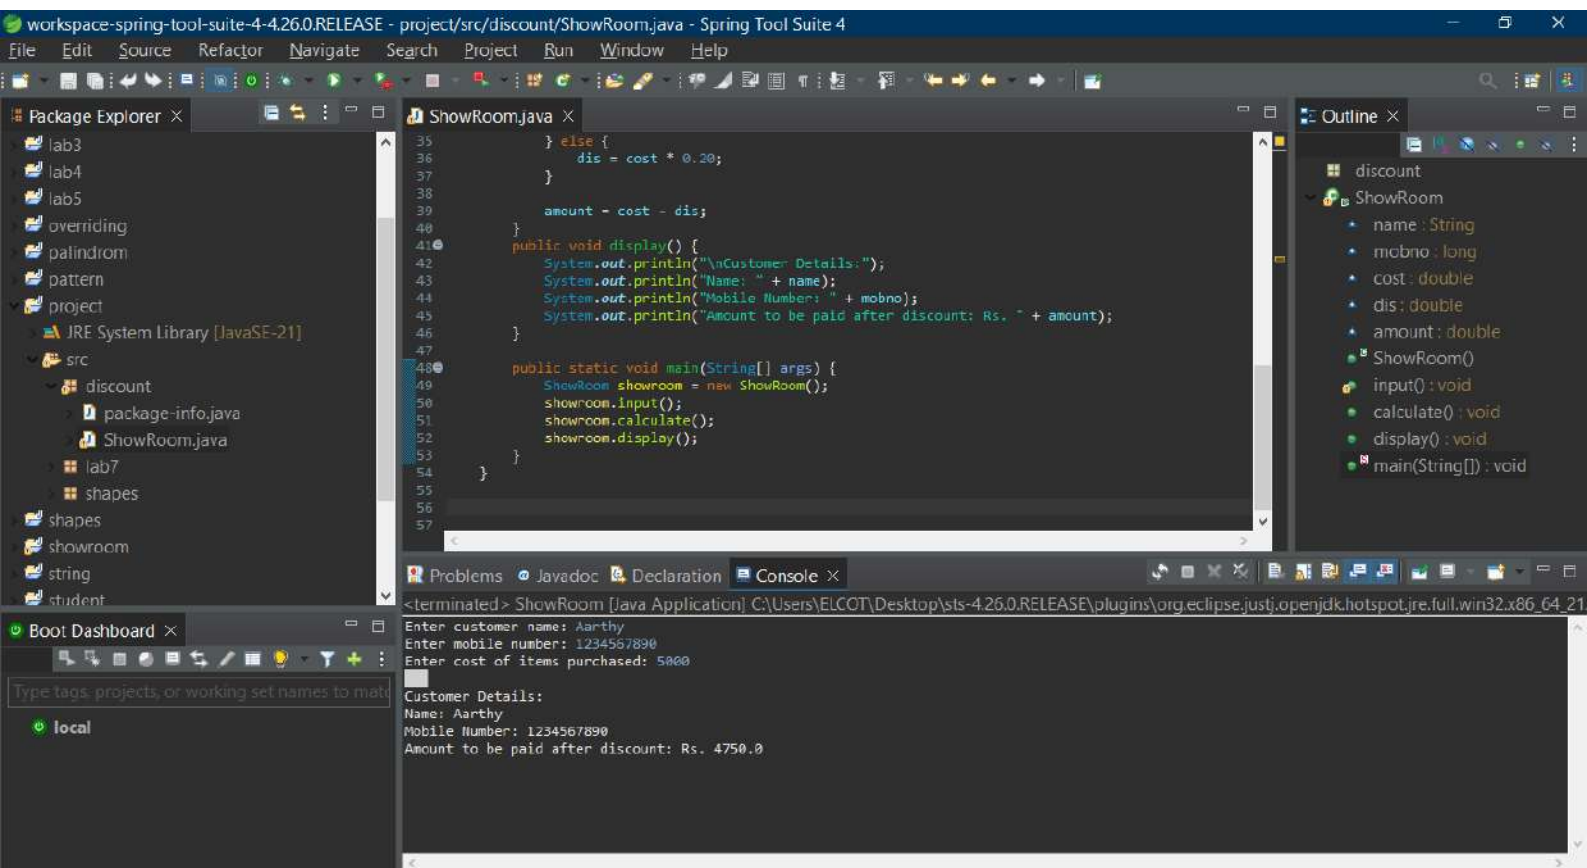 workspace-spring-tool-suite-4-4.26.0.RELEASE - project/src/discount/ShowRoom.java - Spring Tool Suite 4
File Edit Source Refactor Navigate Search Project Run Window Help
Package Explorer
lab3
lab4
lab5
overriding
palindrom
pattern
project
JRE System Library [JavaSE-21]
src
discount
package-info.java
ShowRoom.java
lab7
shapes
shapes
showroom
string
student
Boot Dashboard
Type tags, projects, or working set names to matc
local
ShowRoom.java
35 } else {
36 dis = cost * 0.20;
37 }
38
39 amount = cost - dis;
40 }
41 public void display() {
42 System.out.println("\nCustomer Details:");
43 System.out.println("Name: " + name);
44 System.out.println("Mobile Number: " + mobno);
45 System.out.println("Amount to be paid after discount: Rs. " + amount);
46 }
47
48 public static void main(String[] args) {
49 ShowRoom showroom = new ShowRoom();
50 showroom.input();
51 showroom.calculate();
52 showroom.display();
53 }
54 }
55
56
57
Outline
discount
ShowRoom
name : String
mobno : long
cost : double
dis : double
amount : double
ShowRoom()
input() : void
calculate() : void
display() : void
main(String[]) : void
Problems Javadoc Declaration Console
<terminated> ShowRoom [Java Application] C:\Users\ELCOT\Desktop\sts-4.26.0.RELEASE\plugins\org.eclipse.justj.openjdk.hotspot.jre.full.win32.x86_64_21
Enter customer name: Aarthy
Enter mobile number: 1234567890
Enter cost of items purchased: 5000
Customer Details:
Name: Aarthy
Mobile Number: 1234567890
Amount to be paid after discount: Rs. 4750.0